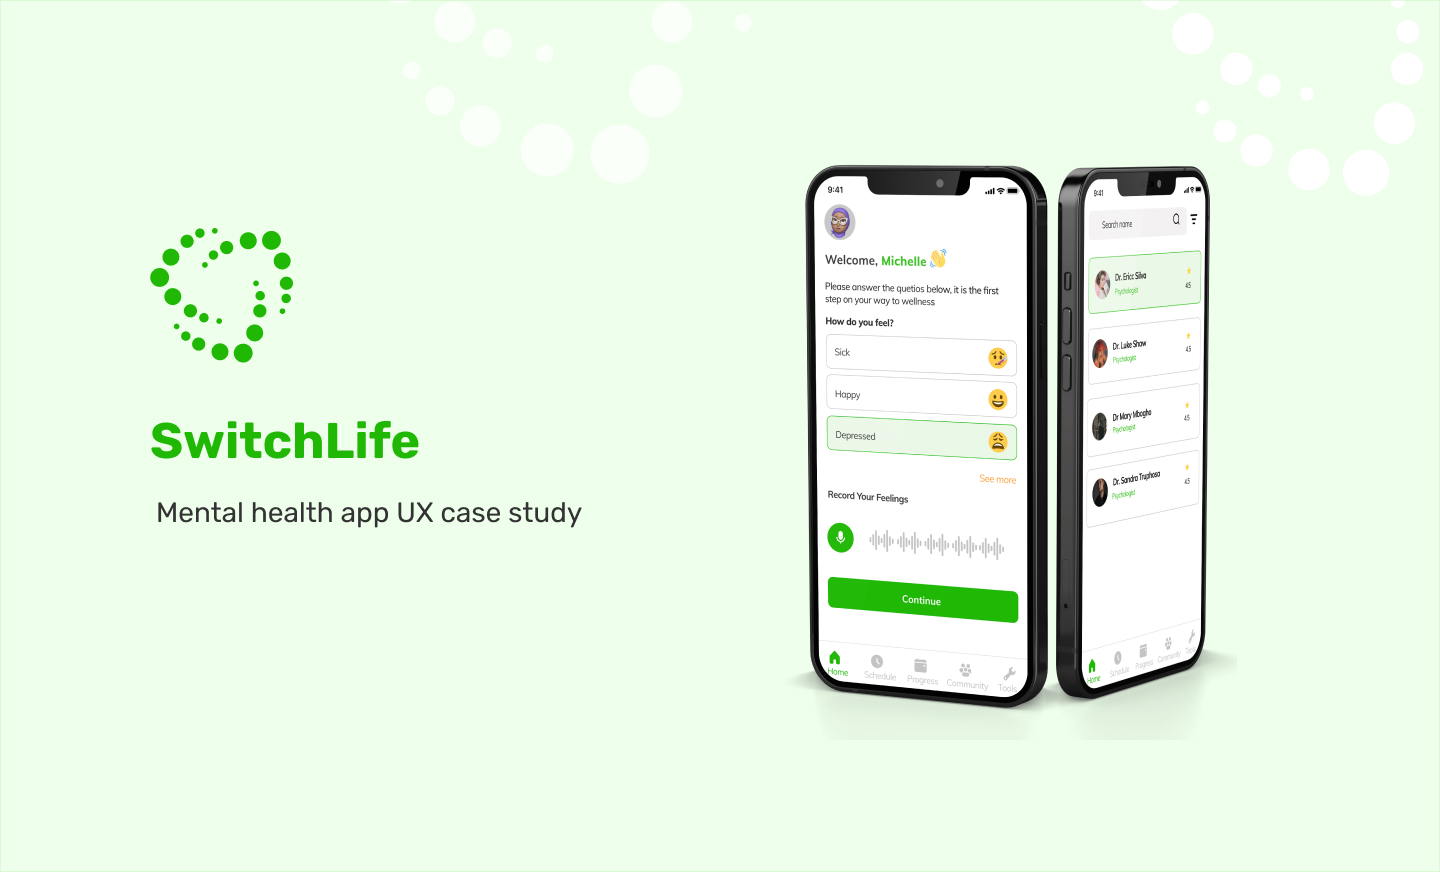 SwitchLife
Mental health app UX case study
9:41
Welcome, Michelle 👋
Please answer the quetios below, it is the first
step on your way to wellness
How do you feel?
Sick
Happy
Depressed
See more
Record Your Feelings
Continue
Home
Schedule
Progress
Community
Tools
9:41
Search name
Dr. Ericc Silva
Psychologist
45
Dr. Luke Show
Psychologist
45
Dr Mary Mbogho
Psychologist
45
Dr. Sandra Truphosa
Psychologist
45
Home
Schedule
Progress
Community
Tools